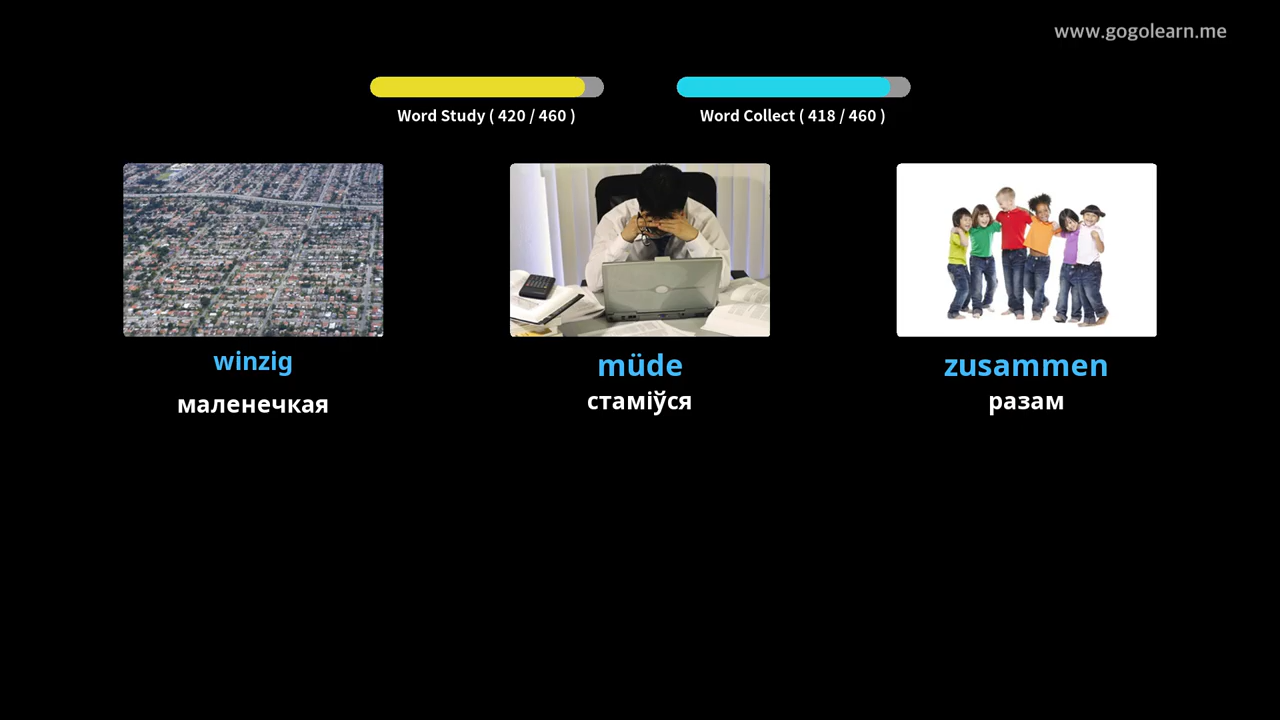 www.gogolearn.me
Word Study ( 420 / 460 )
Word Collect ( 418 / 460 )
winzig
маленечкая
müde
стаміўся
zusammen
разам